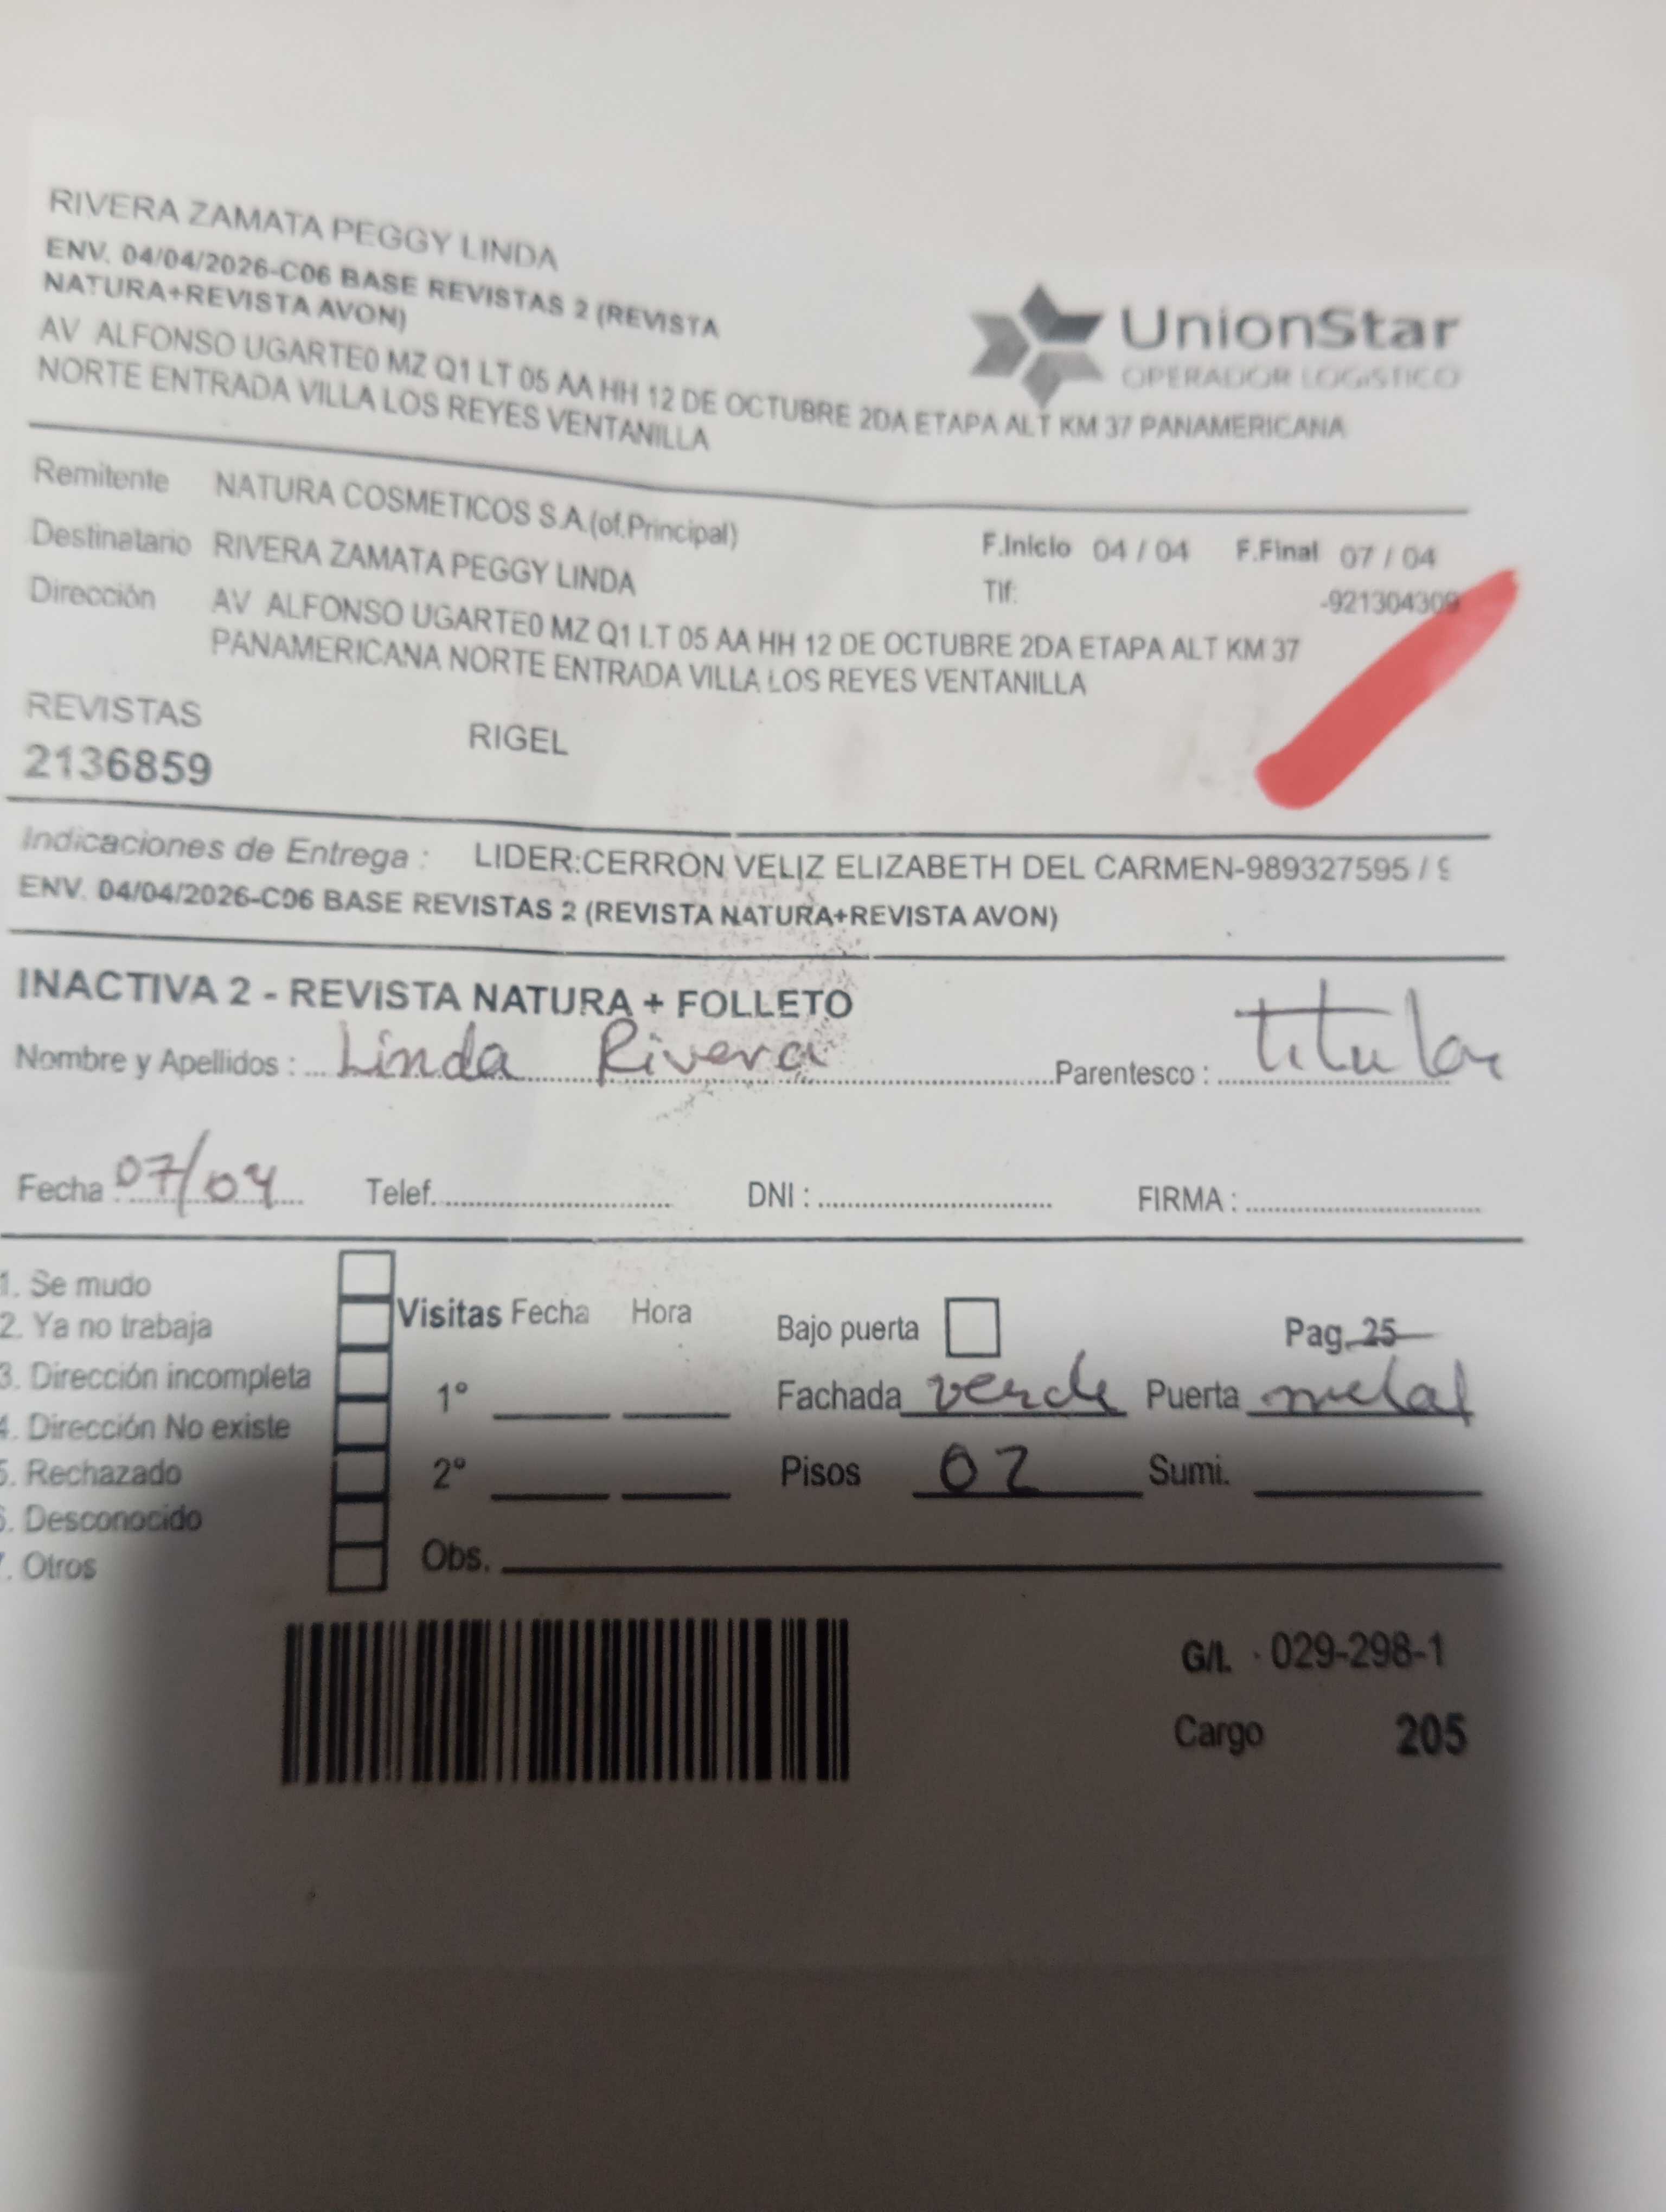 RIVERA ZAMATA PEGGY LINDA
ENV. 04/04/2026-C06 BASE REVISTAS 2 (REVISTA
NATURA+REVISTA AVON)
AV ALFONSO UGARTE0 MZ Q1 LT 05 AA HH 12 DE OCTUBRE 2DA ETAPA ALT KM 37 PANAMERICANA
NORTE ENTRADA VILLA LOS REYES VENTANILLA
UnionStar
OPERADOR LOGISTICO
Remitente NATURA COSMETICOS S.A.(of.Principal)
Destinatario RIVERA ZAMATA PEGGY LINDA
F.Inicio 04 / 04 F.Final 07 / 04
Tlf: -921304309
Dirección AV ALFONSO UGARTE0 MZ Q1 LT 05 AA HH 12 DE OCTUBRE 2DA ETAPA ALT KM 37
PANAMERICANA NORTE ENTRADA VILLA LOS REYES VENTANILLA
REVISTAS RIGEL
2136859
Indicaciones de Entrega : LIDER:CERRON VELIZ ELIZABETH DEL CARMEN-989327595 / 9
ENV. 04/04/2026-C06 BASE REVISTAS 2 (REVISTA NATURA+REVISTA AVON)
INACTIVA 2 - REVISTA NATURA + FOLLETO
Nombre y Apellidos : Linda Rivera Parentesco : titular
Fecha : 07/04 Telef. DNI : FIRMA :
1. Se mudo
2. Ya no trabaja
3. Dirección incompleta
4. Dirección No existe
5. Rechazado
6. Desconocido
7. Otros
Visitas Fecha Hora
1°
2°
Obs.
Bajo puerta Pag. 25
Fachada verde Puerta metal
Pisos 02 Sumi.
G/I. 029-298-1
Cargo 205